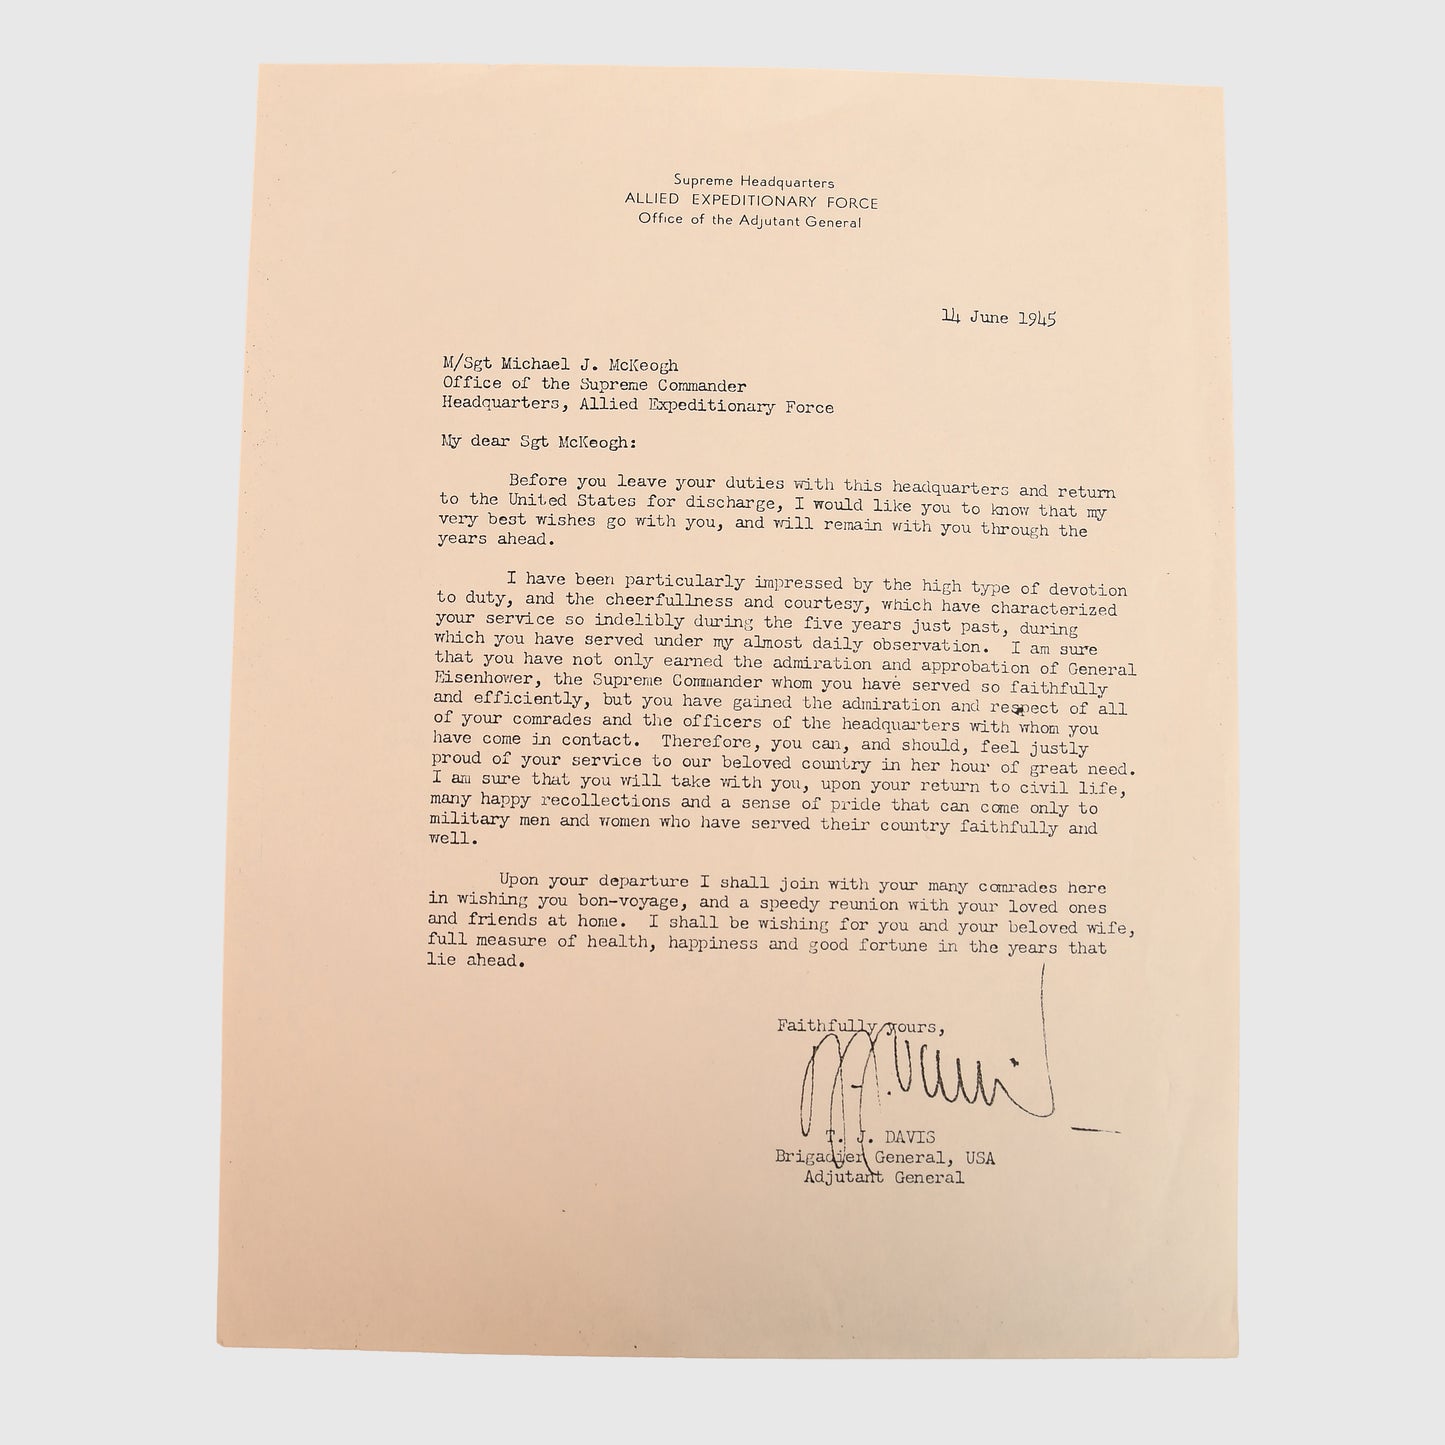 Supreme Headquarters
ALLIED EXPEDITIONARY FORCE
Office of the Adjutant General
14 June 1945
M/Sgt Michael J. McKeogh
Office of the Supreme Commander
Headquarters, Allied Expeditionary Force
My dear Sgt McKeogh:
Before you leave your duties with this headquarters and return
to the United States for discharge, I would like you to know that my
very best wishes go with you, and will remain with you through the
years ahead.
I have been particularly impressed by the high type of devotion
to duty, and the cheerfullness and courtesy, which have characterized
your service so indelibly during the five years just past, during
which you have served under my almost daily observation. I am sure
that you have not only earned the admiration and approbation of General
Eisenhower, the Supreme Commander whom you have served so faithfully
and efficiently, but you have gained the admiration and respect of all
of your comrades and the officers of the headquarters with whom you
have come in contact. Therefore, you can, and should, feel justly
proud of your service to our beloved country in her hour of great need.
I am sure that you will take with you, upon your return to civil life,
many happy recollections and a sense of pride that can come only to
military men and women who have served their country faithfully and
well.
Upon your departure I shall join with your many comrades here
in wishing you bon-voyage, and a speedy reunion with your loved ones
and friends at home. I shall be wishing for you and your beloved wife,
full measure of health, happiness and good fortune in the years that
lie ahead.
Faithfully yours,
T. J. Davis
T. J. DAVIS
Brigadier General, USA
Adjutant General